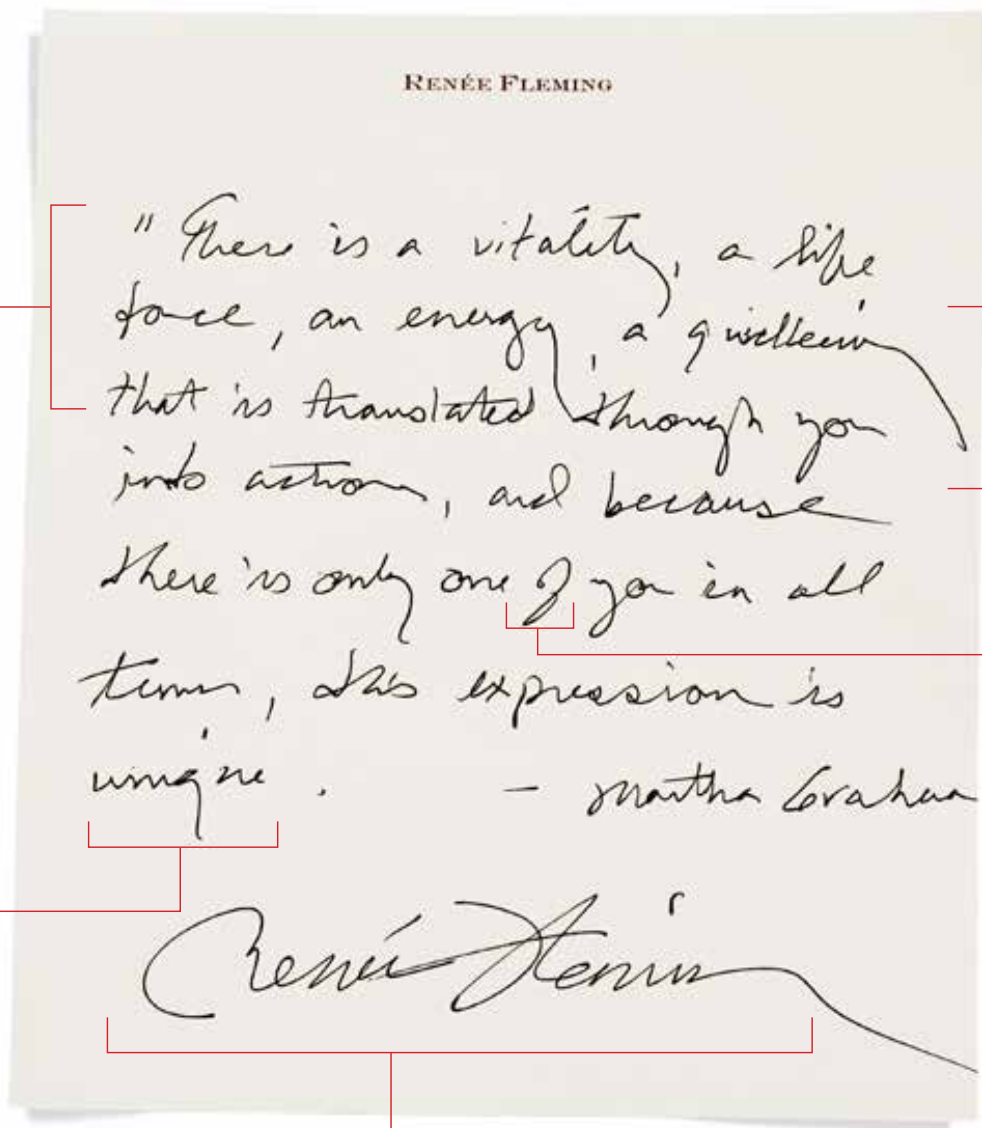 RENÉE FLEMING
" There is a vitality, a life
force, an energy, a quickening
that is translated through you
into action, and because
there is only one of you in all
time, this expression is
unique. - Martha Graham
Renée Fleming